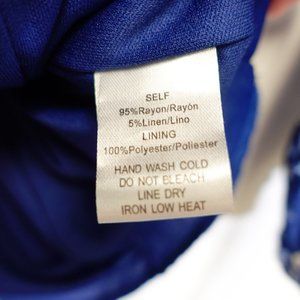 SELF
95%Rayon/Rayón
5%Linen/Lino
LINING
100%Polyester/Poliester
HAND WASH COLD
DO NOT BLEACH
LINE DRY
IRON LOW HEAT